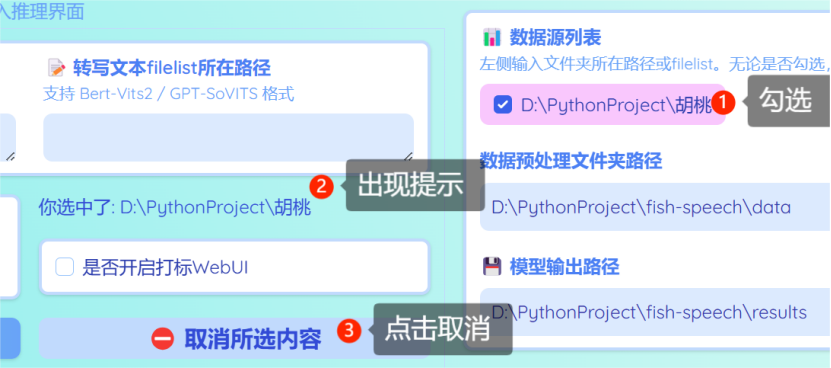 入推理界面
转写文本filelist所在路径
支持 Bert-Vits2 / GPT-SoVITS 格式
2 出现提示
你选中了: D:\PythonProject\胡桃
是否开启打标WebUI
取消所选内容 3 点击取消
数据源列表
左侧输入文件夹所在路径或filelist。无论是否勾选,
D:\PythonProject\胡桃 1 勾选
数据预处理文件夹路径
D:\PythonProject\fish-speech\data
模型输出路径
D:\PythonProject\fish-speech\results